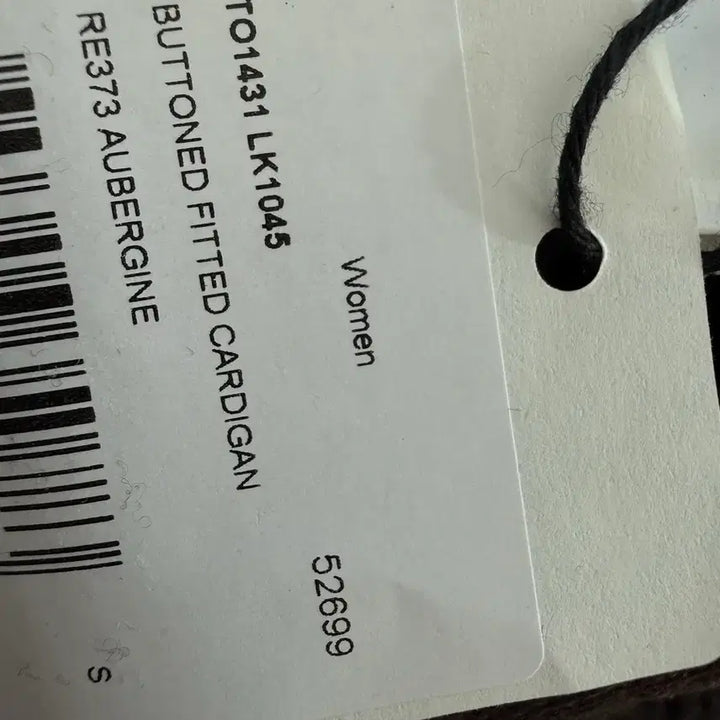 Women
52699
TO1431 LK1045
BUTTONED FITTED CARDIGAN
RE373 AUBERGINE
S